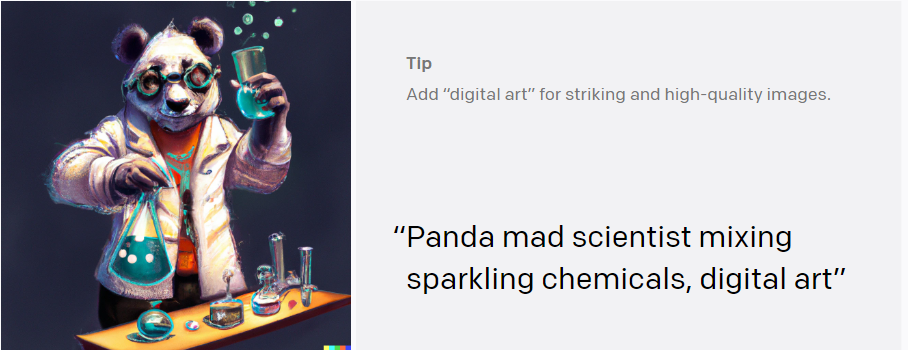 Tip
Add “digital art” for striking and high-quality images.
“Panda mad scientist mixing
sparkling chemicals, digital art”